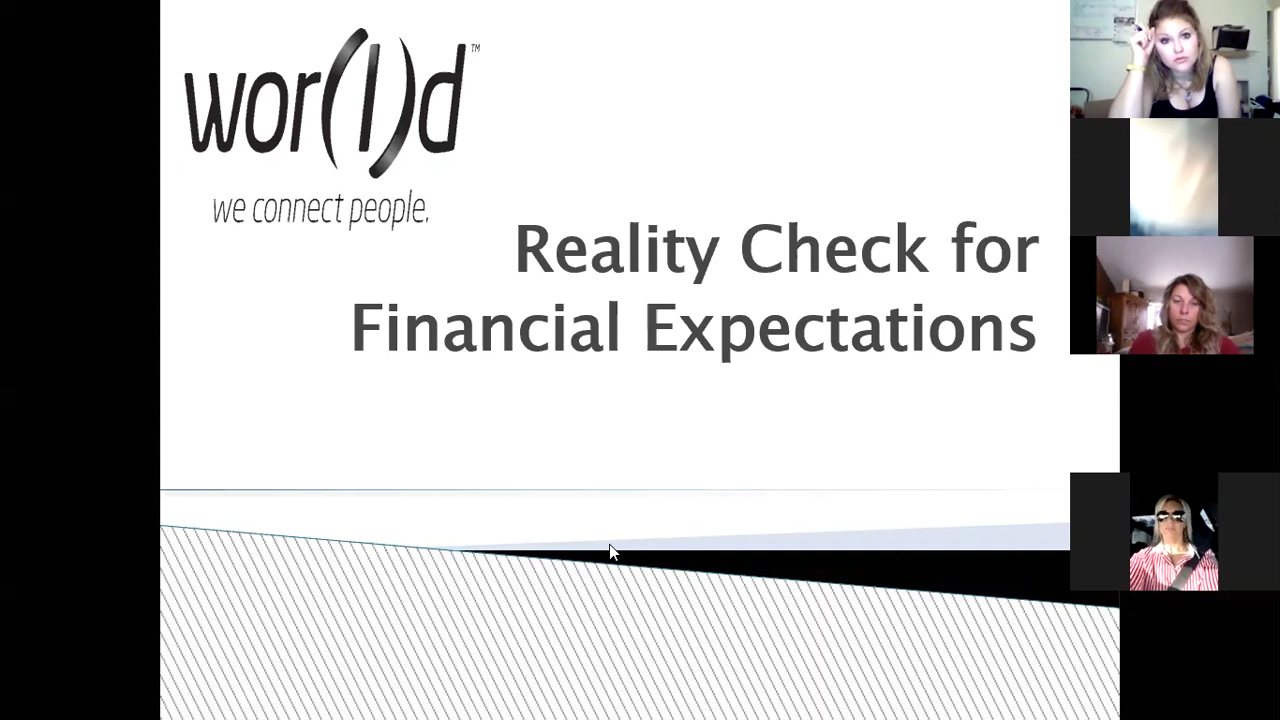 wor(l)d™
we connect people.
Reality Check for
Financial Expectations